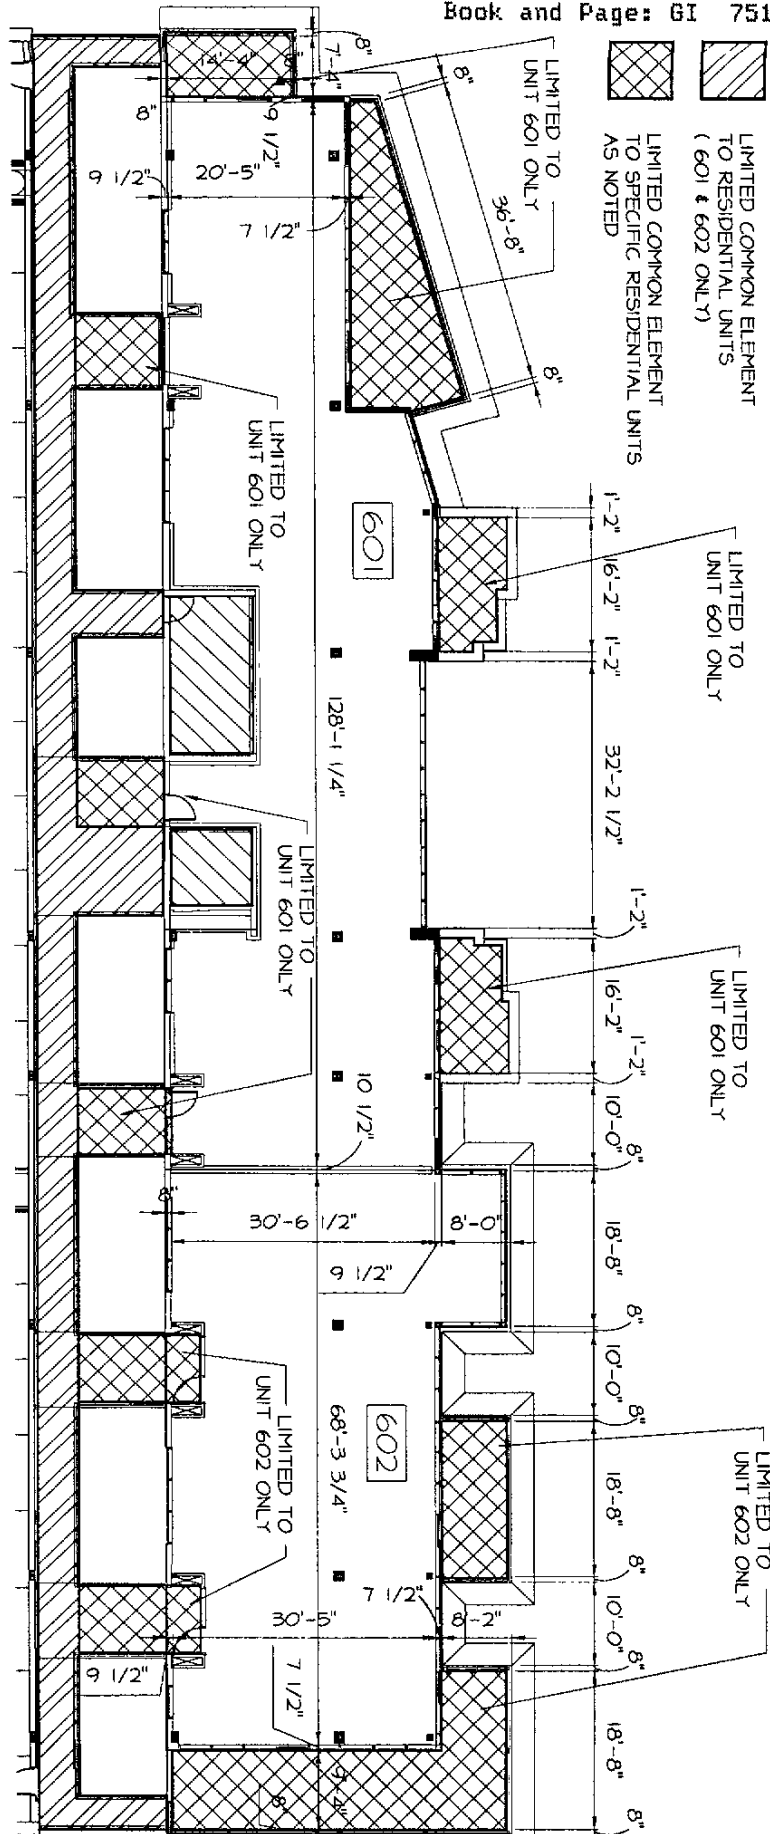 Book and Page: GI 751
LIMITED COMMON ELEMENT
TO RESIDENTIAL UNITS
( 601 & 602 ONLY)
LIMITED COMMON ELEMENT
TO SPECIFIC RESIDENTIAL UNITS
AS NOTED
8"
7'-4"
14'-4"
8"
9 1/2"
9 1/2"
20'-5"
7 1/2"
LIMITED TO
UNIT 601 ONLY
8"
36'-8"
8"
LIMITED TO
UNIT 601 ONLY
601
1'-2"
16'-2"
1'-2"
LIMITED TO
UNIT 601 ONLY
128'-1 1/4"
32'-2 1/2"
LIMITED TO
UNIT 601 ONLY
1'-2"
16'-2"
1'-2"
LIMITED TO
UNIT 601 ONLY
10 1/2"
10'-0"
8"
8"
30'-6 1/2"
8'-0"
9 1/2"
18'-8"
8"
10'-0"
8"
602
68'-3 3/4"
LIMITED TO
UNIT 602 ONLY
18'-8"
8"
LIMITED TO
UNIT 602 ONLY
7 1/2"
30'-5"
8'-2"
10'-0"
8"
9 1/2"
7 1/2"
18'-8"
9'-4"
8"
8"